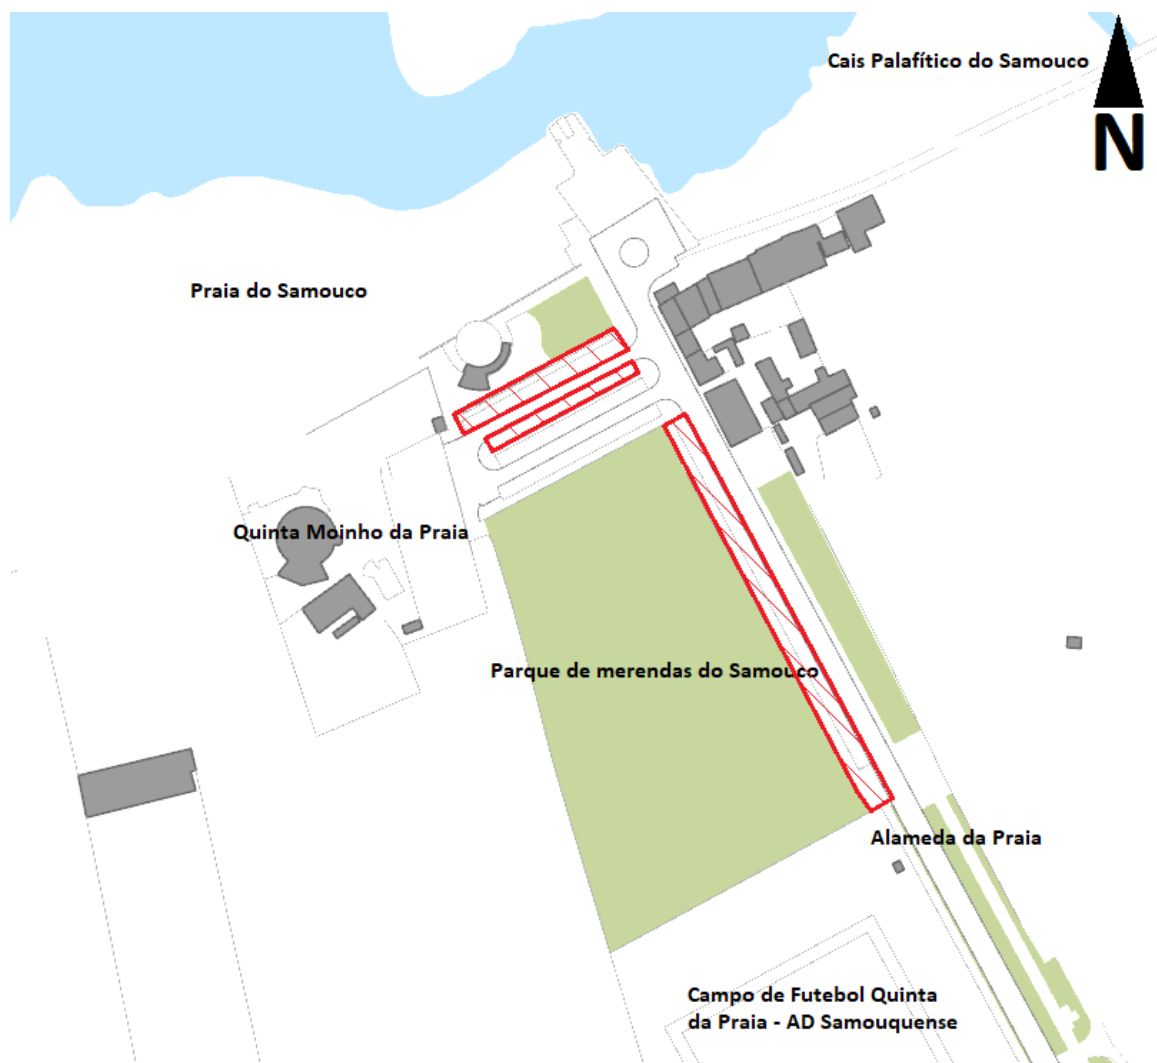 Cais Palafítico do Samouco
N
Praia do Samouco
Quinta Moinho da Praia
Parque de merendas do Samouco
Alameda da Praia
Campo de Futebol Quinta
da Praia - AD Samouquense